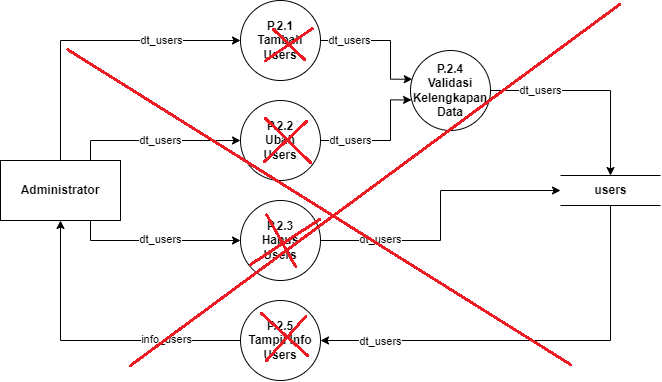 P.2.1
Tambah
Users
dt_users
dt_users
P.2.4
Validasi
Kelengkapan
Data
dt_users
P.2.2
Ubah
Users
dt_users
dt_users
Administrator
users
P.2.3
Hapus
Users
dt_users
dt_users
P.2.5
Tampil Info
Users
info_users
dt_users